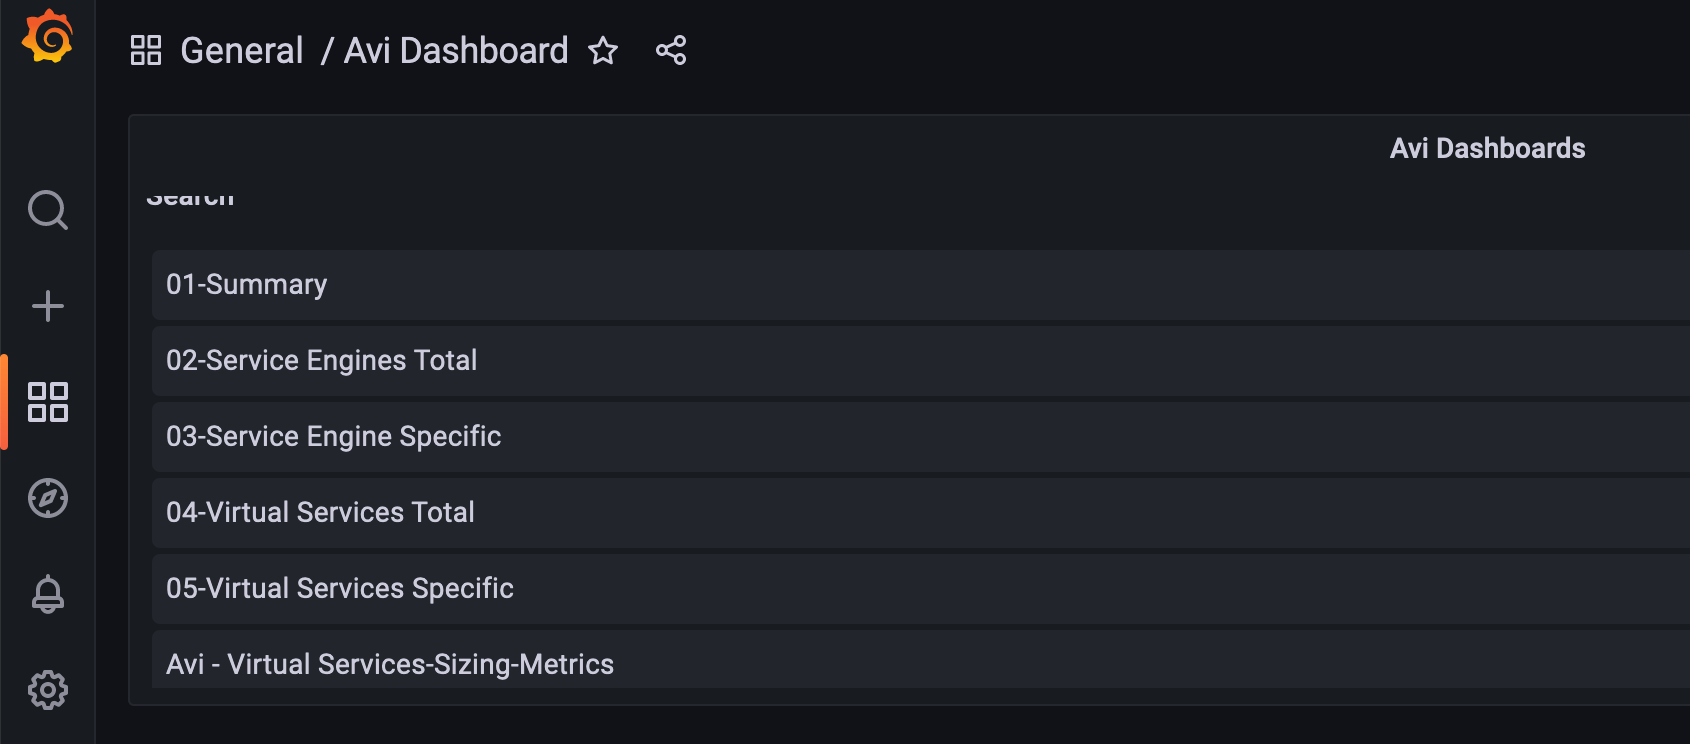 General / Avi Dashboard
Avi Dashboards
Search
01-Summary
02-Service Engines Total
03-Service Engine Specific
04-Virtual Services Total
05-Virtual Services Specific
Avi - Virtual Services-Sizing-Metrics